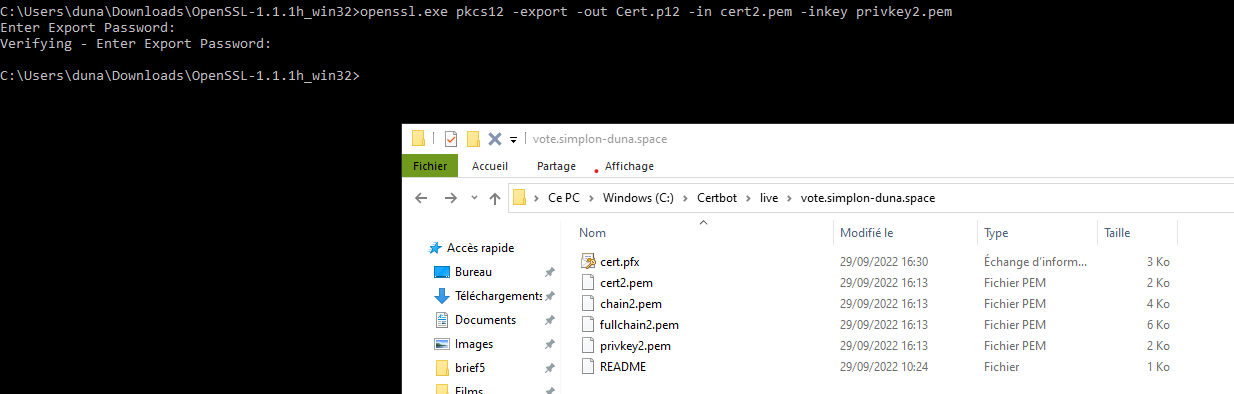 C:\Users\duna\Downloads\OpenSSL-1.1.1h_win32>openssl.exe pkcs12 -export -out Cert.p12 -in cert2.pem -inkey privkey2.pem
Enter Export Password:
Verifying - Enter Export Password:
C:\Users\duna\Downloads\OpenSSL-1.1.1h_win32>
vote.simplon-duna.space
Fichier Accueil Partage Affichage
Ce PC Windows (C:) Certbot live vote.simplon-duna.space
Nom Modifié le Type Taille
Accès rapide
Bureau
Téléchargements
Documents
Images
brief5
Films
cert.pfx 29/09/2022 16:30 Échange d'inform... 3 Ko
cert2.pem 29/09/2022 16:13 Fichier PEM 2 Ko
chain2.pem 29/09/2022 16:13 Fichier PEM 4 Ko
fullchain2.pem 29/09/2022 16:13 Fichier PEM 6 Ko
privkey2.pem 29/09/2022 16:13 Fichier PEM 2 Ko
README 29/09/2022 10:24 Fichier 1 Ko